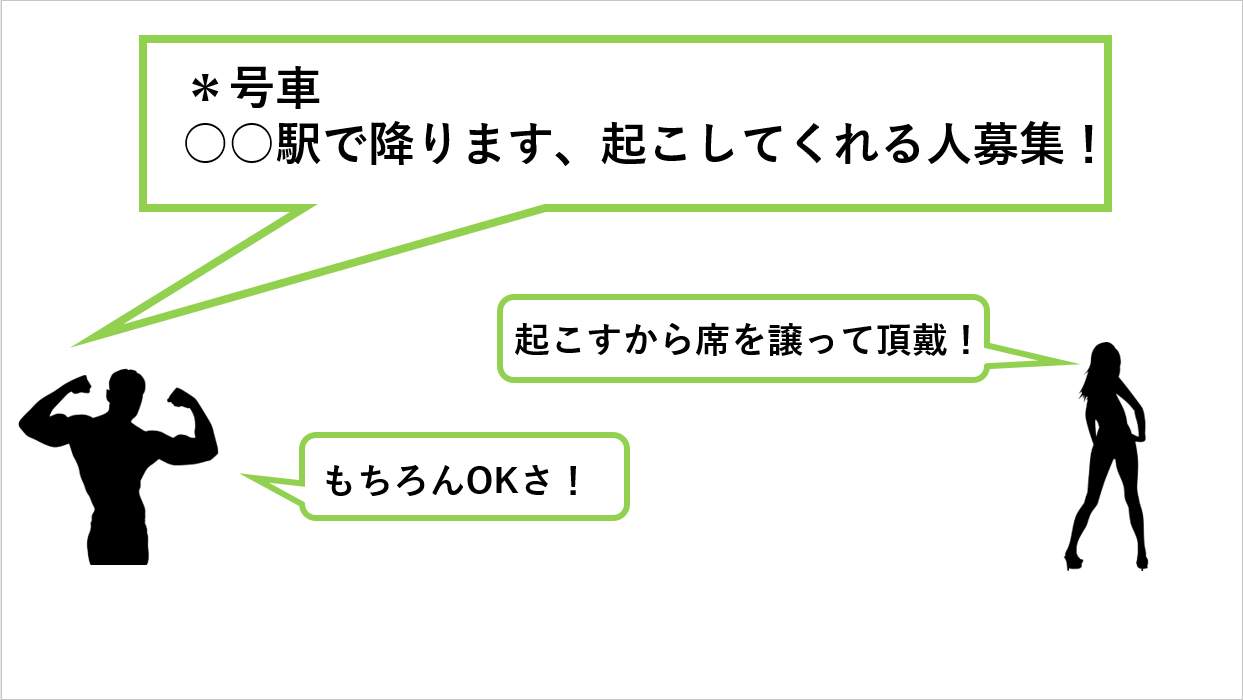 ＊号車
○○駅で降ります、起こしてくれる人募集！
起こすから席を譲って頂戴！
もちろんOKさ！